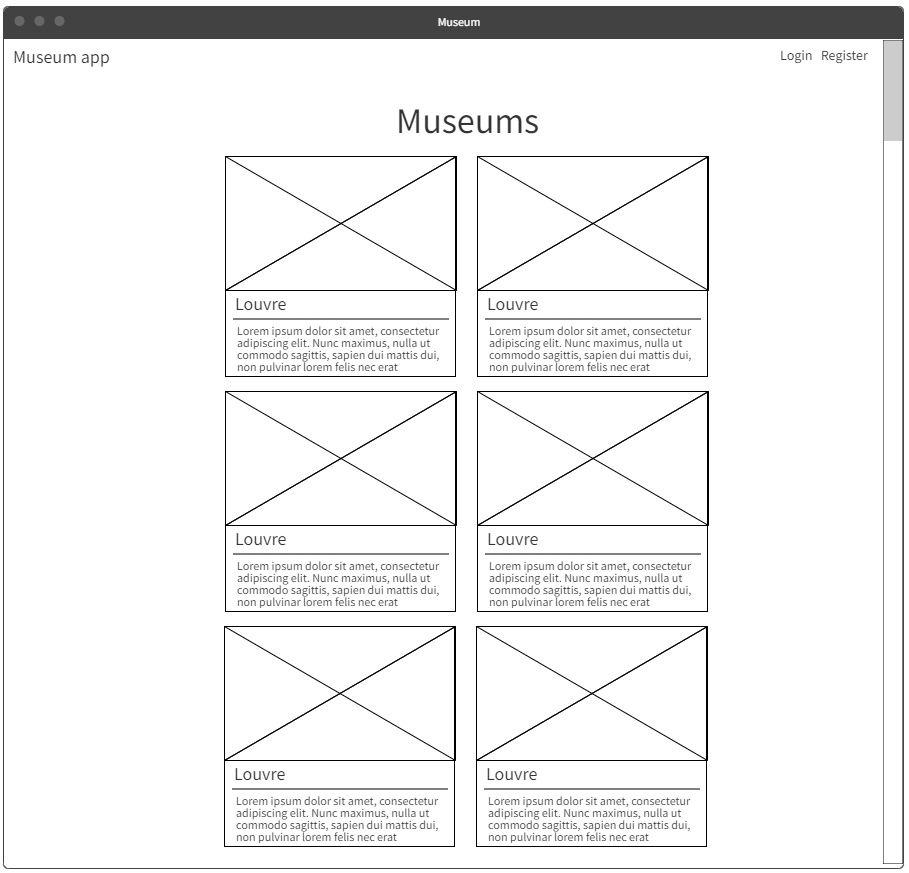 Museum
Museum app
Login Register
Museums
Louvre
Lorem ipsum dolor sit amet, consectetur
adipiscing elit. Nunc maximus, nulla ut
commodo sagittis, sapien dui mattis dui,
non pulvinar lorem felis nec erat
Louvre
Lorem ipsum dolor sit amet, consectetur
adipiscing elit. Nunc maximus, nulla ut
commodo sagittis, sapien dui mattis dui,
non pulvinar lorem felis nec erat
Louvre
Lorem ipsum dolor sit amet, consectetur
adipiscing elit. Nunc maximus, nulla ut
commodo sagittis, sapien dui mattis dui,
non pulvinar lorem felis nec erat
Louvre
Lorem ipsum dolor sit amet, consectetur
adipiscing elit. Nunc maximus, nulla ut
commodo sagittis, sapien dui mattis dui,
non pulvinar lorem felis nec erat
Louvre
Lorem ipsum dolor sit amet, consectetur
adipiscing elit. Nunc maximus, nulla ut
commodo sagittis, sapien dui mattis dui,
non pulvinar lorem felis nec erat
Louvre
Lorem ipsum dolor sit amet, consectetur
adipiscing elit. Nunc maximus, nulla ut
commodo sagittis, sapien dui mattis dui,
non pulvinar lorem felis nec erat